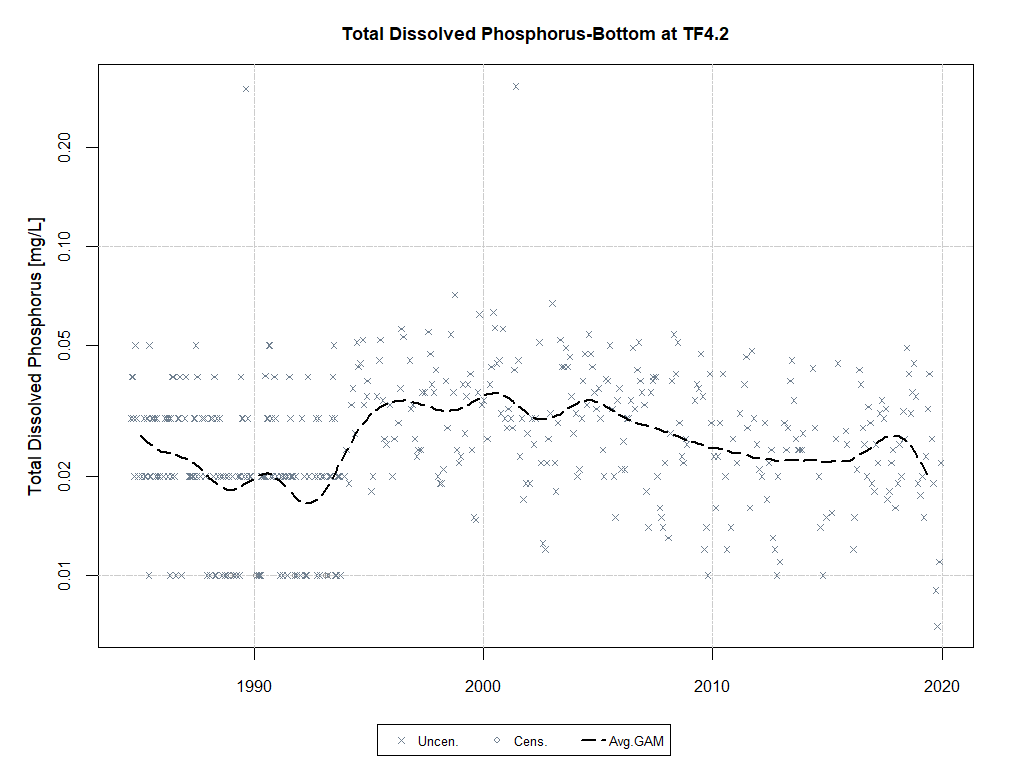 Total Dissolved Phosphorus-Bottom at TF4.2
Total Dissolved Phosphorus [mg/L]
0.20
0.10
0.05
0.02
0.01
1990 2000 2010 2020
Uncen. Cens. Avg.GAM